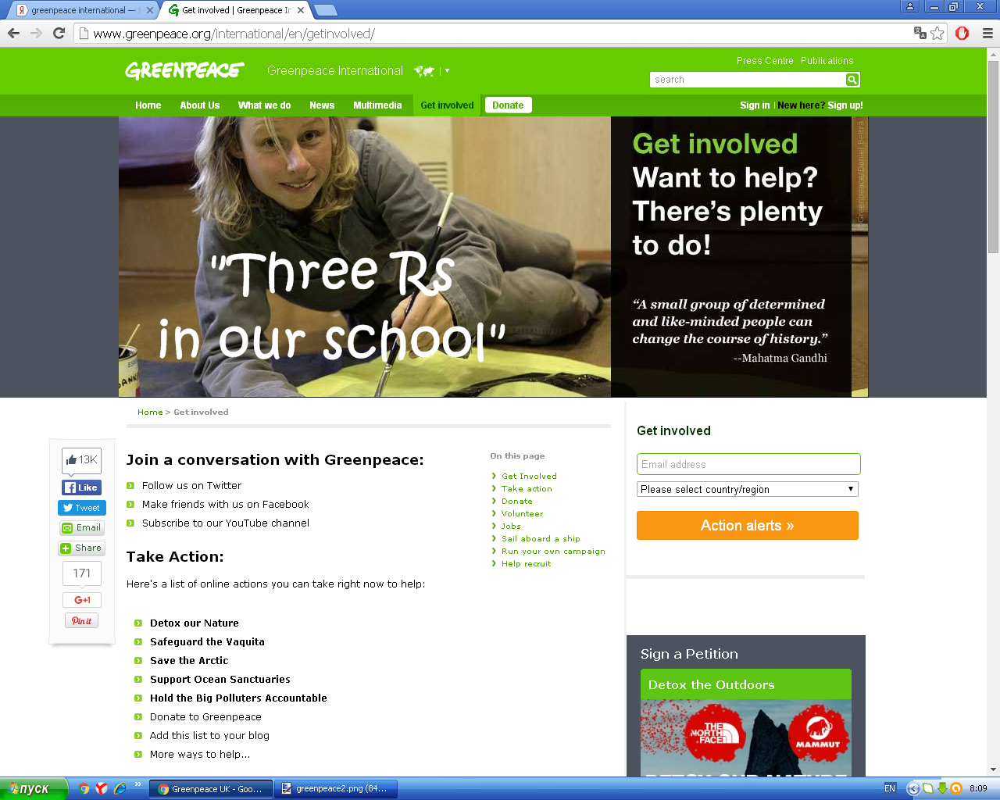 greenpeace international —
Get involved | Greenpeace Ir
www.greenpeace.org/international/en/getinvolved/
GREENPEACE
Greenpeace International
Press Centre Publications
search
Home About Us What we do News Multimedia Get involved Donate
Sign in | New here? Sign up!
"Three Rs
in our school"
Get involved
Want to help?
There's plenty
to do!
“A small group of determined
and like-minded people can
change the course of history.”
--Mahatma Gandhi
©Greenpeace/Daniel Beltrá
Home > Get involved
13K
Like
Tweet
Email
Share
171
G+1
Pin it
Join a conversation with Greenpeace:
Follow us on Twitter
Make friends with us on Facebook
Subscribe to our YouTube channel
Take Action:
Here's a list of online actions you can take right now to help:
Detox our Nature
Safeguard the Vaquita
Save the Arctic
Support Ocean Sanctuaries
Hold the Big Polluters Accountable
Donate to Greenpeace
Add this list to your blog
More ways to help...
On this page
Get Involved
Take action
Donate
Volunteer
Jobs
Sail aboard a ship
Run your own campaign
Help recruit
Get involved
Email address
Please select country/region
Action alerts »
Sign a Petition
Detox the Outdoors
THE NORTH FACE
MAMMUT
DETOX OUR NATURE
пуск
Greenpeace UK - Goo...
greenpeace2.png (84...
EN
8:09